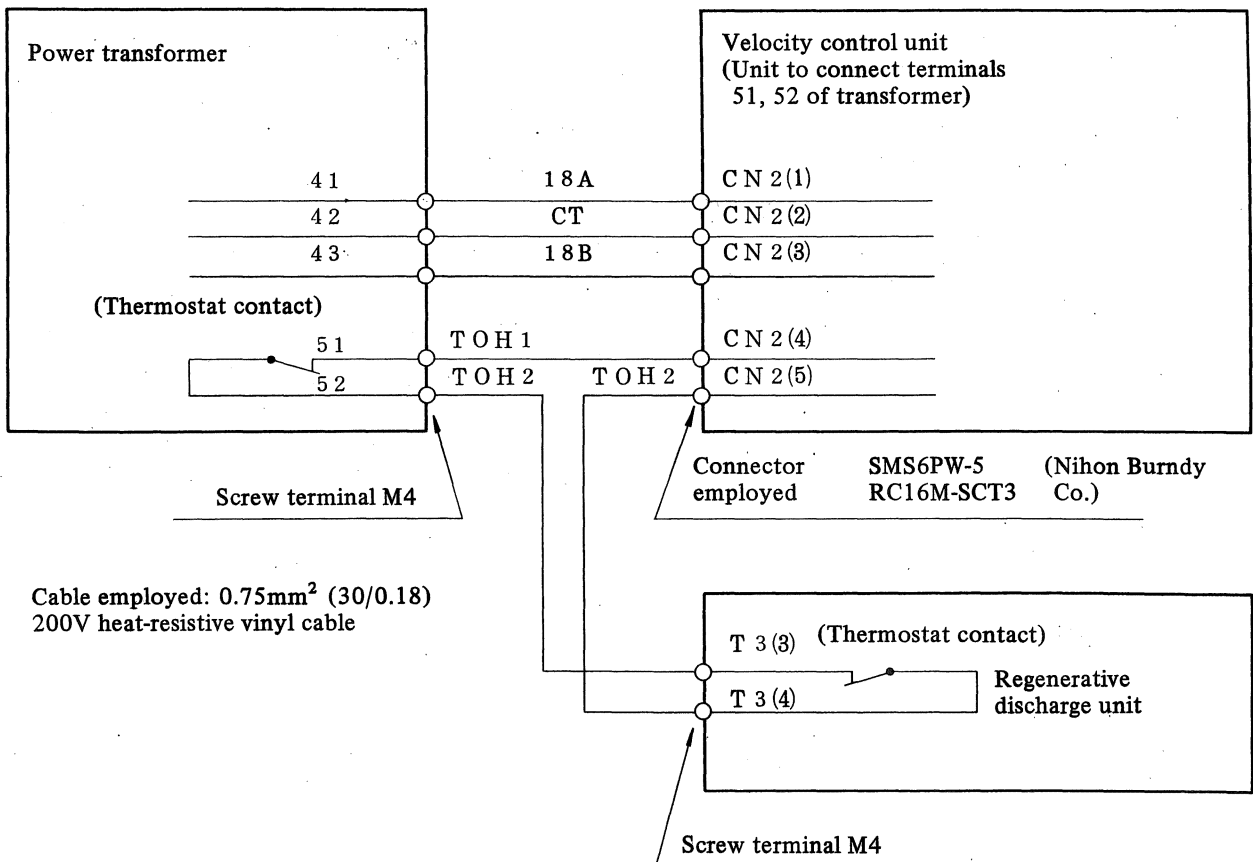 Power transformer
Velocity control unit
(Unit to connect terminals
51, 52 of transformer)
41 18A CN2(1)
42 CT CN2(2)
43 18B CN2(3)
(Thermostat contact)
51 TOH1 CN2(4)
52 TOH2 TOH2 CN2(5)
Connector SMS6PW-5 (Nihon Burndy
employed RC16M-SCT3 Co.)
Screw terminal M4
Cable employed: 0.75mm² (30/0.18)
200V heat-resistive vinyl cable
T3(3) (Thermostat contact)
Regenerative
T3(4) discharge unit
Screw terminal M4